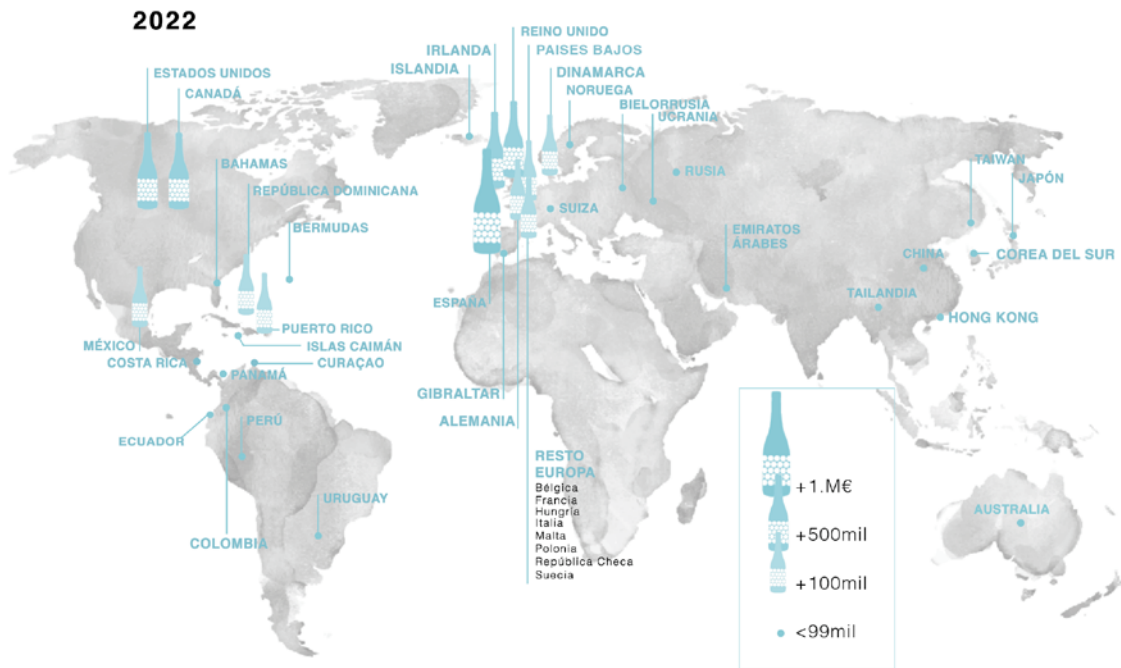 2022
ESTADOS UNIDOS
CANADÁ
BAHAMAS
REPÚBLICA DOMINICANA
BERMUDAS
MÉXICO
PUERTO RICO
ISLAS CAIMÁN
COSTA RICA
CURAÇAO
PANAMÁ
ECUADOR
PERÚ
COLOMBIA
URUGUAY
ISLANDIA
IRLANDA
REINO UNIDO
PAISES BAJOS
DINAMARCA
NORUEGA
BIELORRUSIA
UCRANIA
RUSIA
SUIZA
ESPAÑA
GIBRALTAR
ALEMANIA
RESTO
EUROPA
Bélgica
Francia
Hungría
Italia
Malta
Polonia
República Checa
Suecia
EMIRATOS
ÁRABES
TAIWAN
JAPÓN
CHINA
COREA DEL SUR
TAILANDIA
HONG KONG
AUSTRALIA
+1.M€
+500mil
+100mil
<99mil